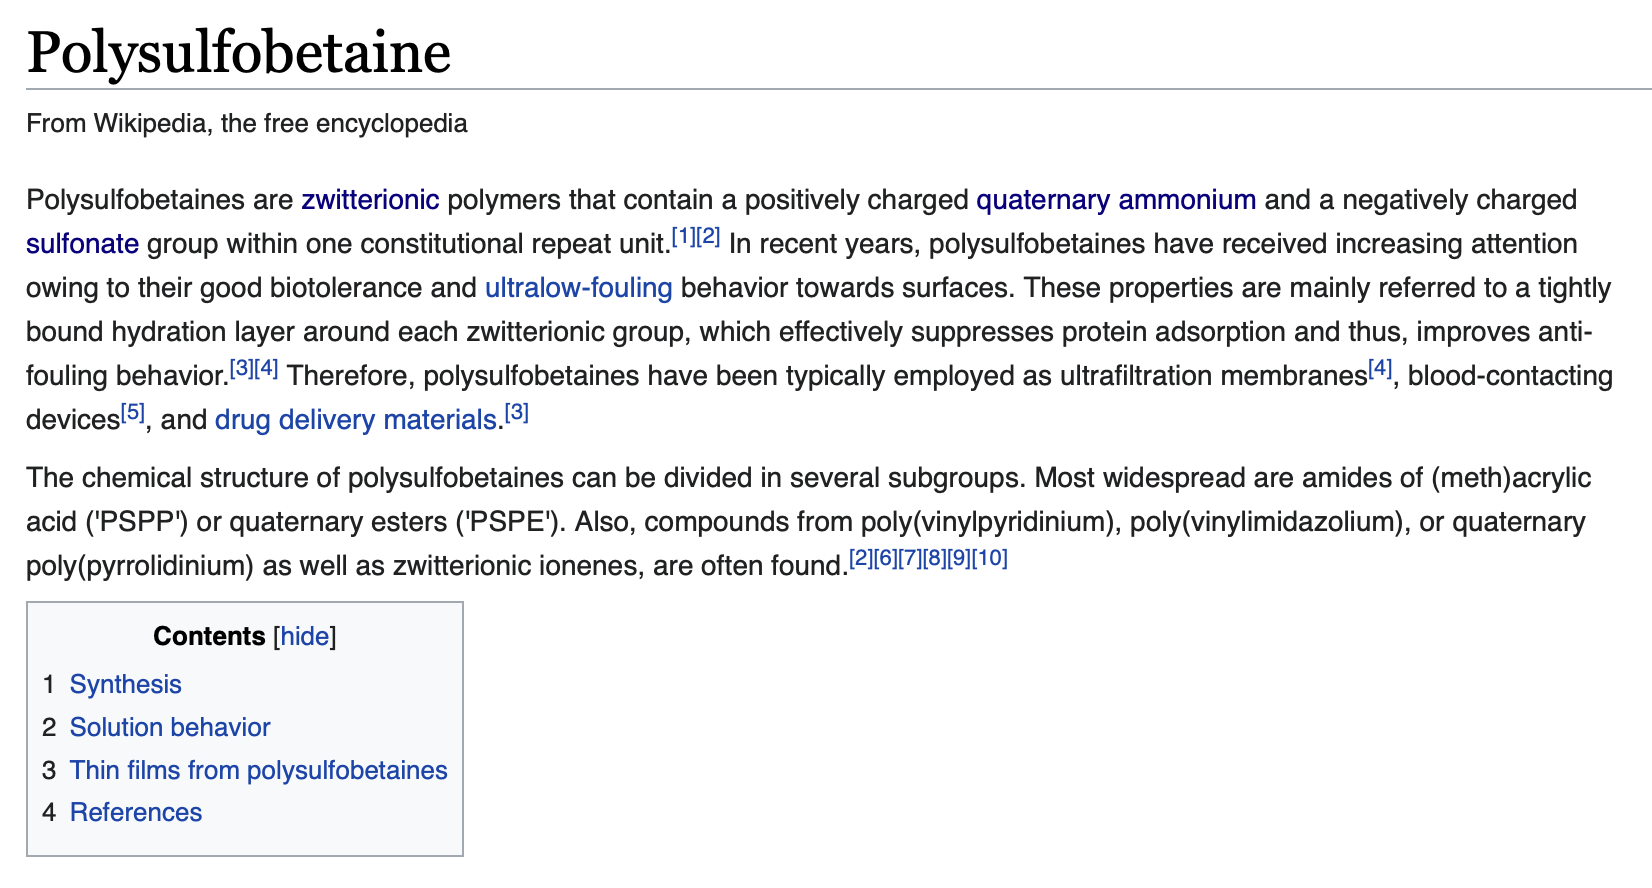 Polysulfobetaine
From Wikipedia, the free encyclopedia
Polysulfobetaines are zwitterionic polymers that contain a positively charged quaternary ammonium and a negatively charged
sulfonate group within one constitutional repeat unit.[1][2] In recent years, polysulfobetaines have received increasing attention
owing to their good biotolerance and ultralow-fouling behavior towards surfaces. These properties are mainly referred to a tightly
bound hydration layer around each zwitterionic group, which effectively suppresses protein adsorption and thus, improves anti-
fouling behavior.[3][4] Therefore, polysulfobetaines have been typically employed as ultrafiltration membranes[4], blood-contacting
devices[5], and drug delivery materials.[3]
The chemical structure of polysulfobetaines can be divided in several subgroups. Most widespread are amides of (meth)acrylic
acid ('PSPP') or quaternary esters ('PSPE'). Also, compounds from poly(vinylpyridinium), poly(vinylimidazolium), or quaternary
poly(pyrrolidinium) as well as zwitterionic ionenes, are often found.[2][6][7][8][9][10]
Contents [hide]
1 Synthesis
2 Solution behavior
3 Thin films from polysulfobetaines
4 References